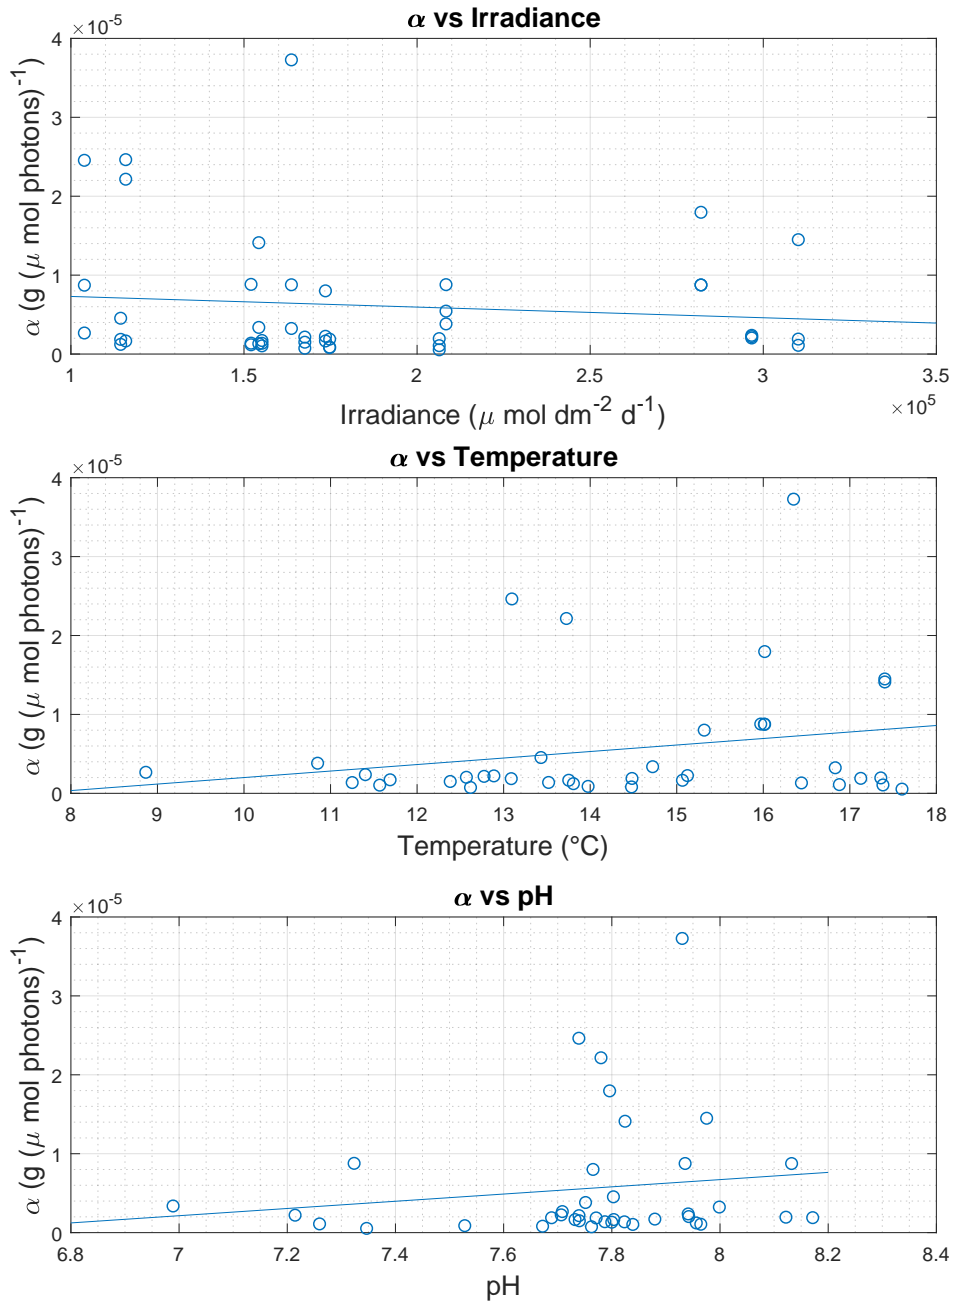 α vs Irradiance
×10-5
4
3
2
1
0
α (g (μ mol photons)-1)
1 1.5 2 2.5 3 3.5
×105
Irradiance (μ mol dm-2 d-1)
α vs Temperature
×10-5
4
3
2
1
0
α (g (μ mol photons)-1)
8 9 10 11 12 13 14 15 16 17 18
Temperature (°C)
α vs pH
×10-5
4
3
2
1
0
α (g (μ mol photons)-1)
6.8 7 7.2 7.4 7.6 7.8 8 8.2 8.4
pH